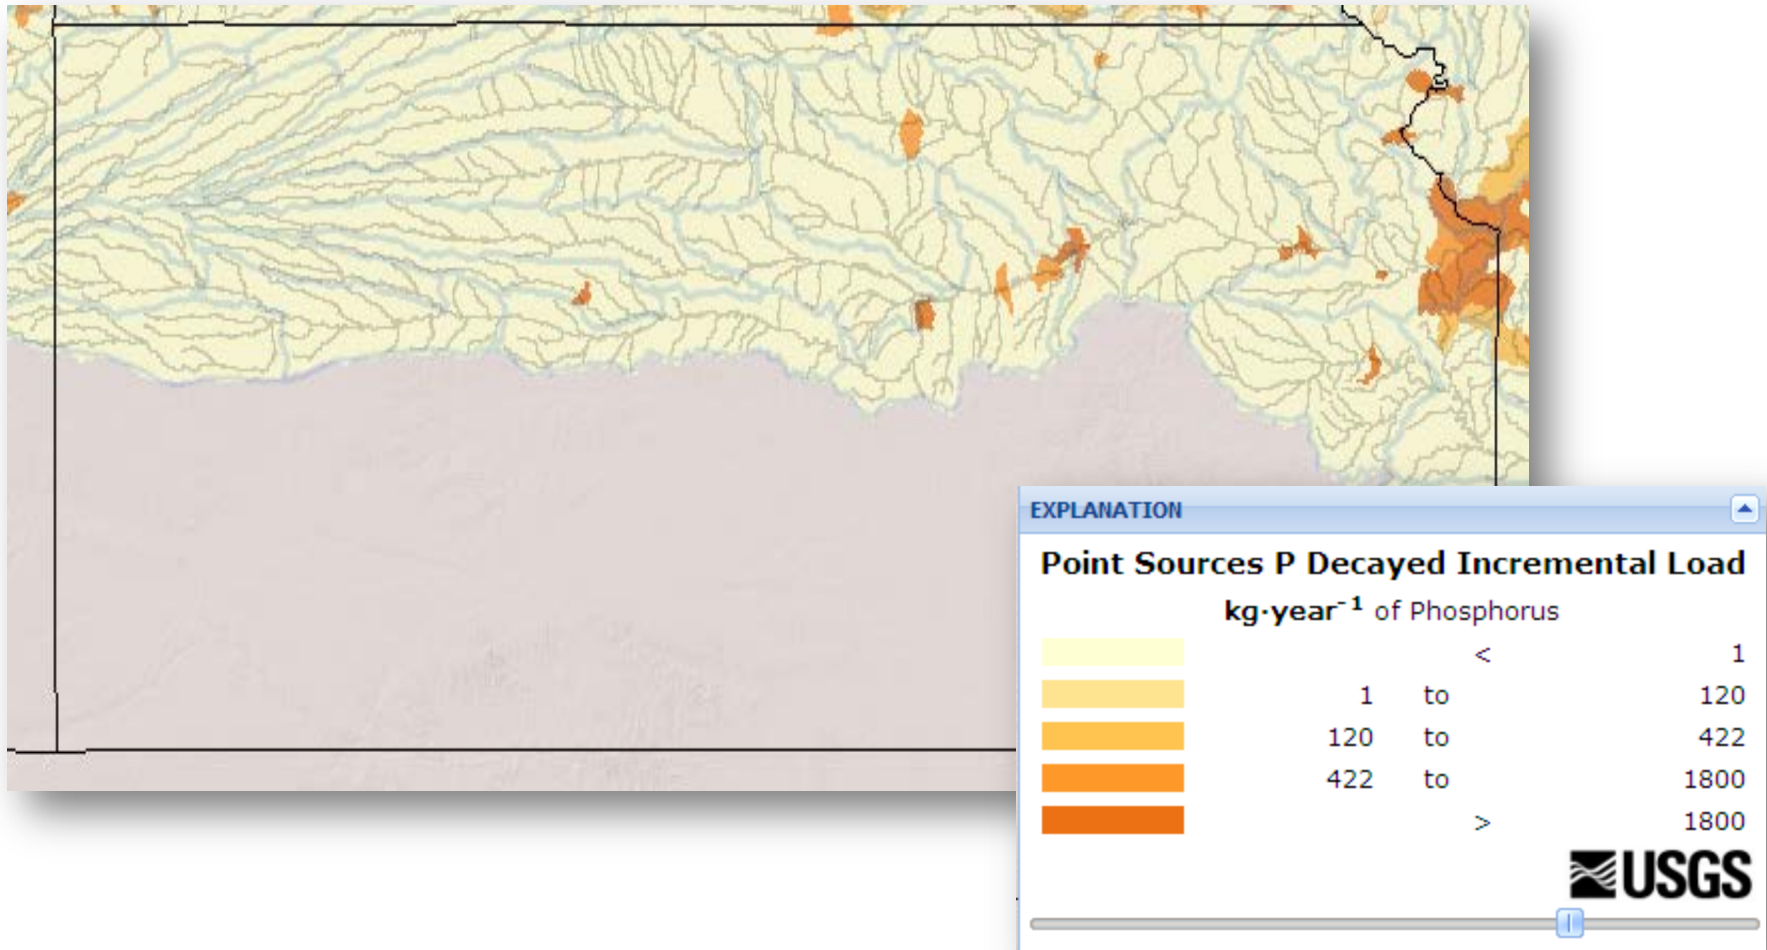 EXPLANATION
Point Sources P Decayed Incremental Load
kg·year⁻¹ of Phosphorus
< 1
1 to 120
120 to 422
422 to 1800
> 1800
USGS